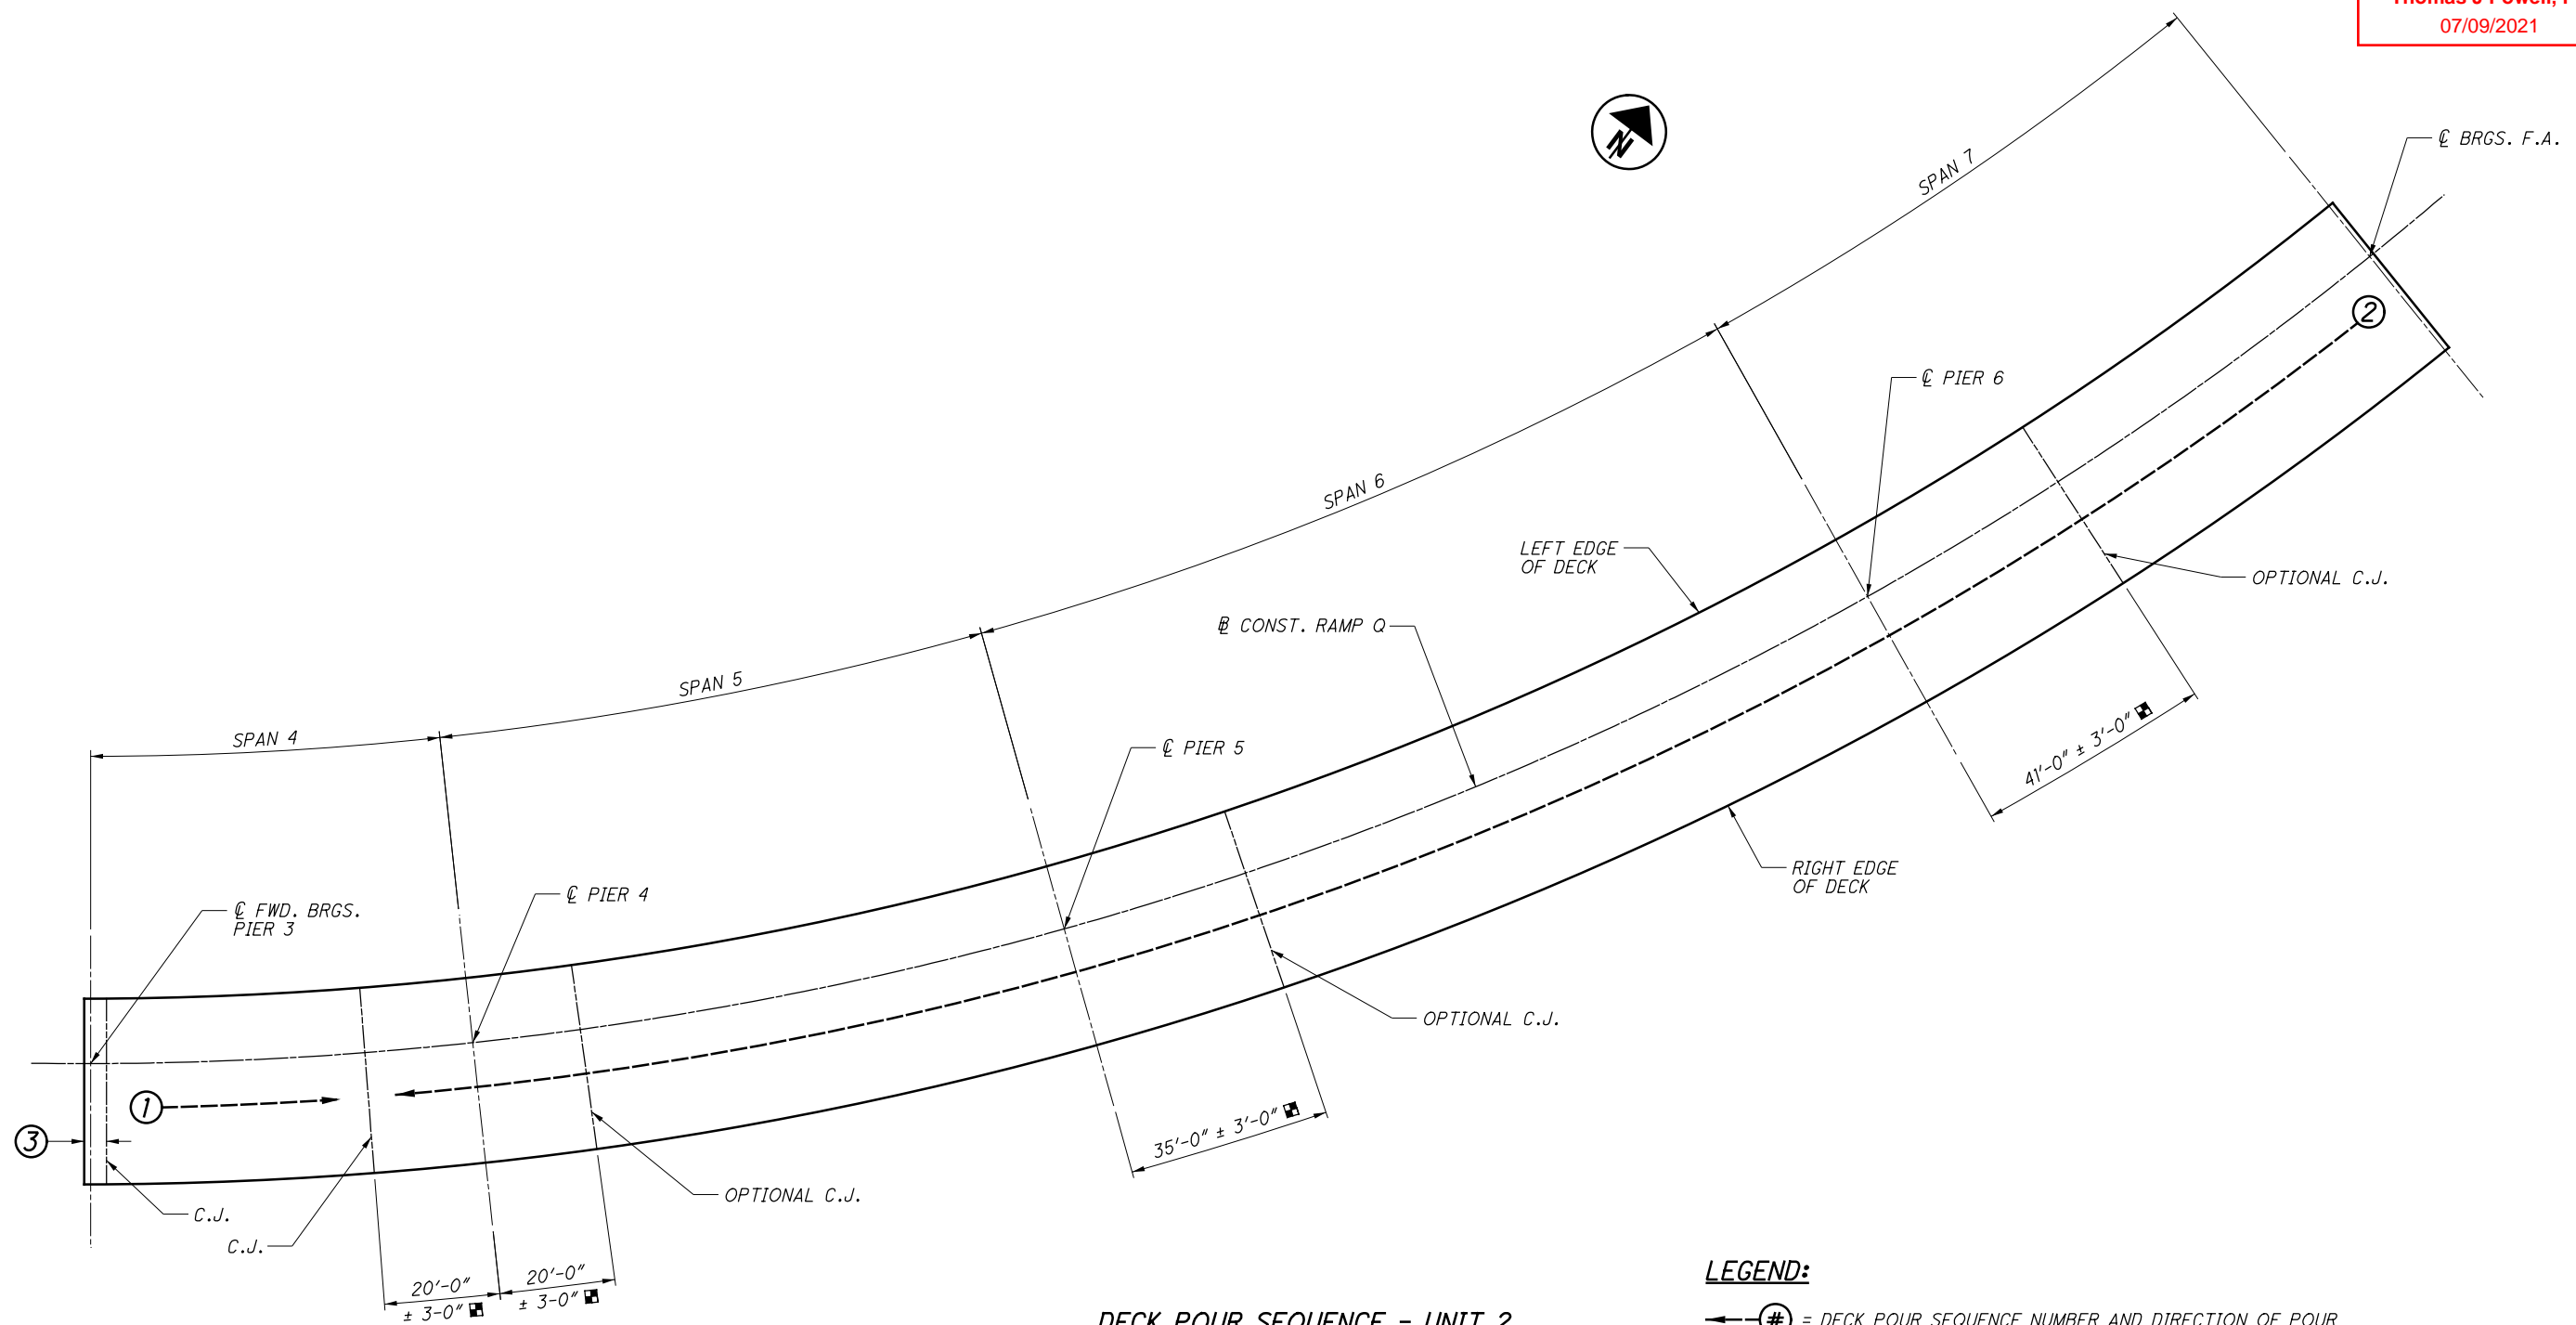 07/09/2021
N
SPAN 7
℄ BRGS. F.A.
②
℄ PIER 6
SPAN 6
LEFT EDGE
OF DECK
OPTIONAL C.J.
CONST. RAMP Q
SPAN 5
41'-0" ± 3'-0"
SPAN 4
℄ PIER 5
RIGHT EDGE
OF DECK
℄ PIER 4
℄ FWD. BRGS.
PIER 3
OPTIONAL C.J.
①
35'-0" ± 3'-0"
③
OPTIONAL C.J.
C.J.
C.J.
20'-0"
± 3-0"
20'-0"
± 3-0"
LEGEND:
DECK POUR SEQUENCE - UNIT 2
# = DECK POUR SEQUENCE NUMBER AND DIRECTION OF POUR